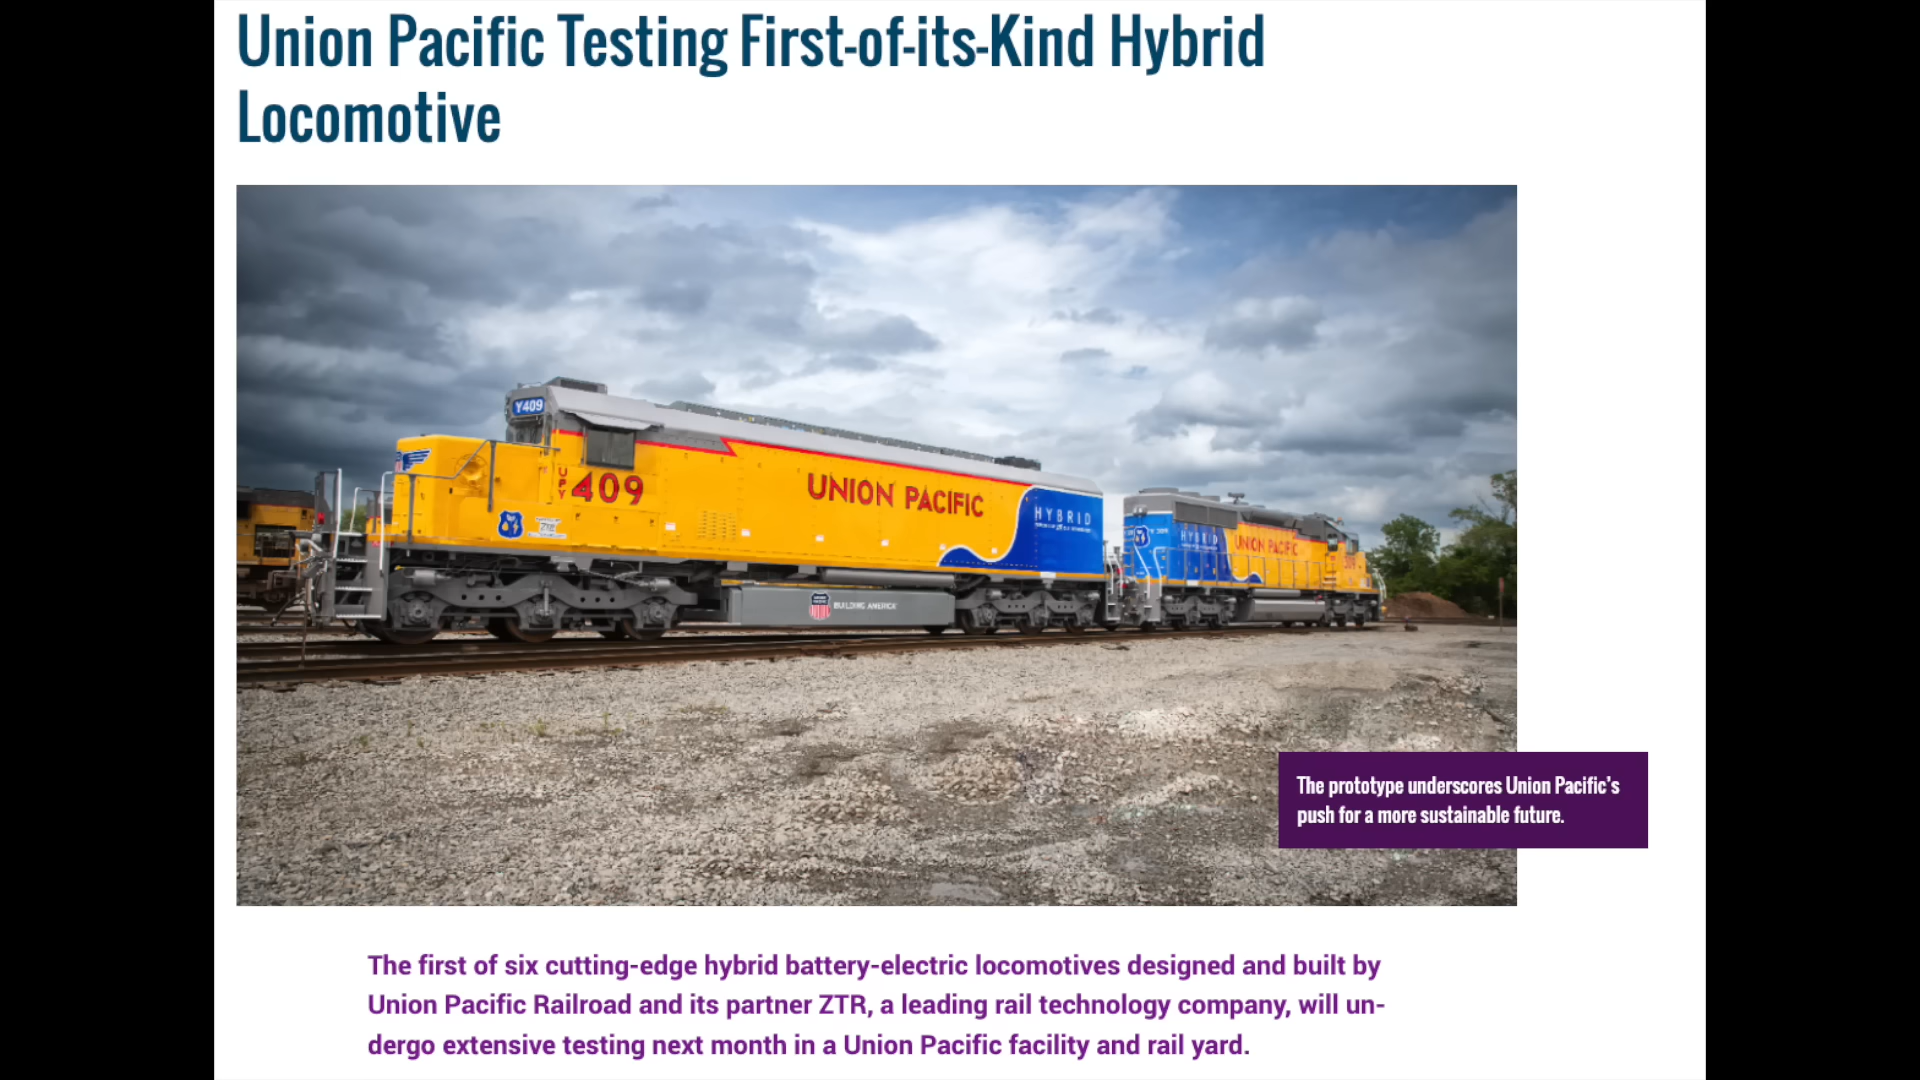 Union Pacific Testing First-of-its-Kind Hybrid
Locomotive
Y409
UPY 409
UNION PACIFIC
HYBRID
BUILDING AMERICA
HYBRID
UNION PACIFIC
The prototype underscores Union Pacific's
push for a more sustainable future.
The first of six cutting-edge hybrid battery-electric locomotives designed and built by
Union Pacific Railroad and its partner ZTR, a leading rail technology company, will un-
dergo extensive testing next month in a Union Pacific facility and rail yard.